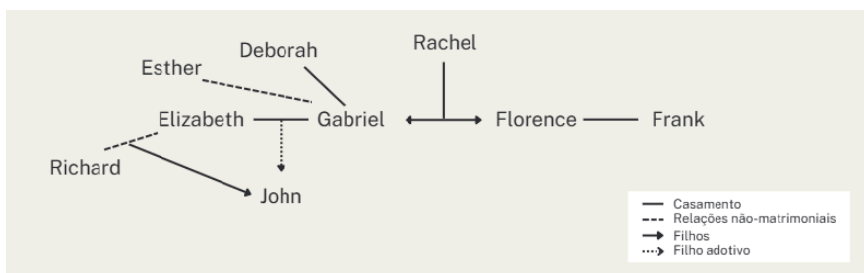 Rachel
Deborah
Esther
Elizabeth
Gabriel
Florence
Frank
Richard
John
Casamento
Relações não-matrimoniais
Filhos
Filho adotivo